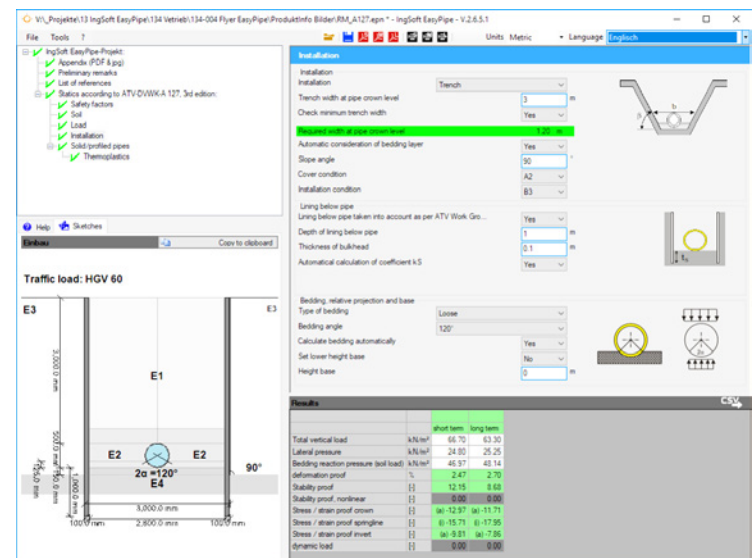 V:\_Projekte\13 IngSoft EasyPipe\134 Vetrieb\134-004 Flyer EasyPipe\ProduktInfo Bilder\RM_A127.epn * - IngSoft EasyPipe - V.2.6.5.1
File Tools ? Units Metric Language Englisch
IngSoft EasyPipe-Projekt:
Appendix (PDF & jpg)
Preliminary remarks
List of references
Statics according to ATV-DVWK-A 127, 3rd edition:
Safety factors
Soil
Load
Installation
Solid/profiled pipes
Thermoplastics
Help Sketches
Einbau Copy to clipboard
Traffic load: HGV 60
E3 E3
3,000.0 mm
E1
E2 E2
2α =120°
E4
90°
1,000.0 mm
3,000.0 mm
100.0 mm 2,800.0 mm 100.0 mm
Installation
Installation
Installation Trench
Trench width at pipe crown level 3 m
Check minimum trench width Yes
Required width at pipe crown level 1.20 m
Automatic consideration of bedding layer Yes
Slope angle 90 °
Cover condition A2
Installation condition B3
β b
Lining below pipe
Lining below pipe taken into account as per ATV Work Gro... Yes
Depth of lining below pipe 1 m
Thickness of bulkhead 0.1 m
Automatical calculation of coefficient k.S Yes
Bedding, relative projection and base
Type of bedding Loose
Bedding angle 120°
Calculate bedding automatically Yes
Set lower height base No
Height base 0 m
2α
Results CSV
short term long term
Total vertical load kN/m² 66.70 63.30
Lateral pressure kN/m² 24.80 25.25
Bedding reaction pressure (soil load) kN/m² 46.97 48.14
deformation proof % 2.47 2.70
Stability proof [-] 12.15 8.60
Stability proof, nonlinear [-] 0.00 0.00
Stress / strain proof crown [-] (a) -12.97 (a) -11.71
Stress / strain proof springline [-] (i) -15.71 (i) -17.95
Stress / strain proof invert [-] (a) -9.81 (a) -7.86
dynamic load [-] 0.00 0.00